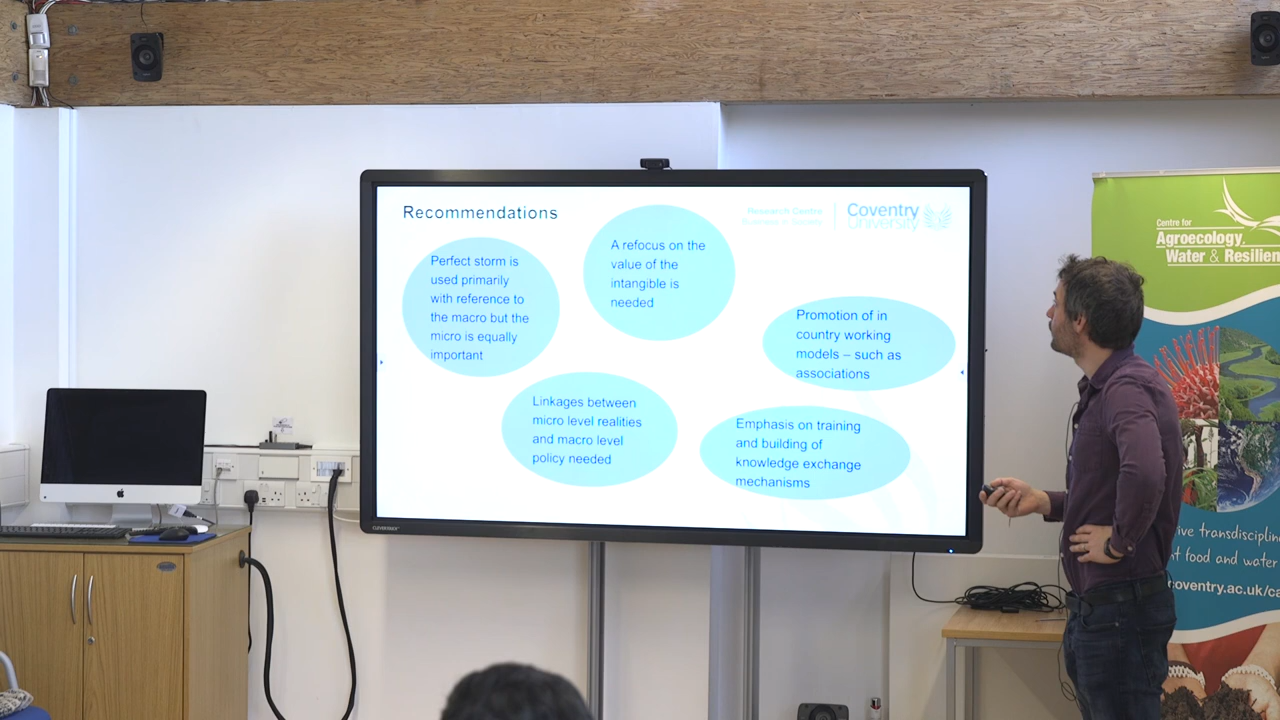 Recommendations
Research Centre
Coventry
University
Perfect storm is
used primarily
with reference to
the macro but the
micro is equally
important
A refocus on the
value of the
intangible is
needed
Promotion of in
country working
models – such as
associations
Linkages between
micro level realities
and macro level
policy needed
Emphasis on training
and building of
knowledge exchange
mechanisms
Centre for
Agroecology,
Water & Resilien
ive transdisciplin
t food and water
coventry.ac.uk/ca